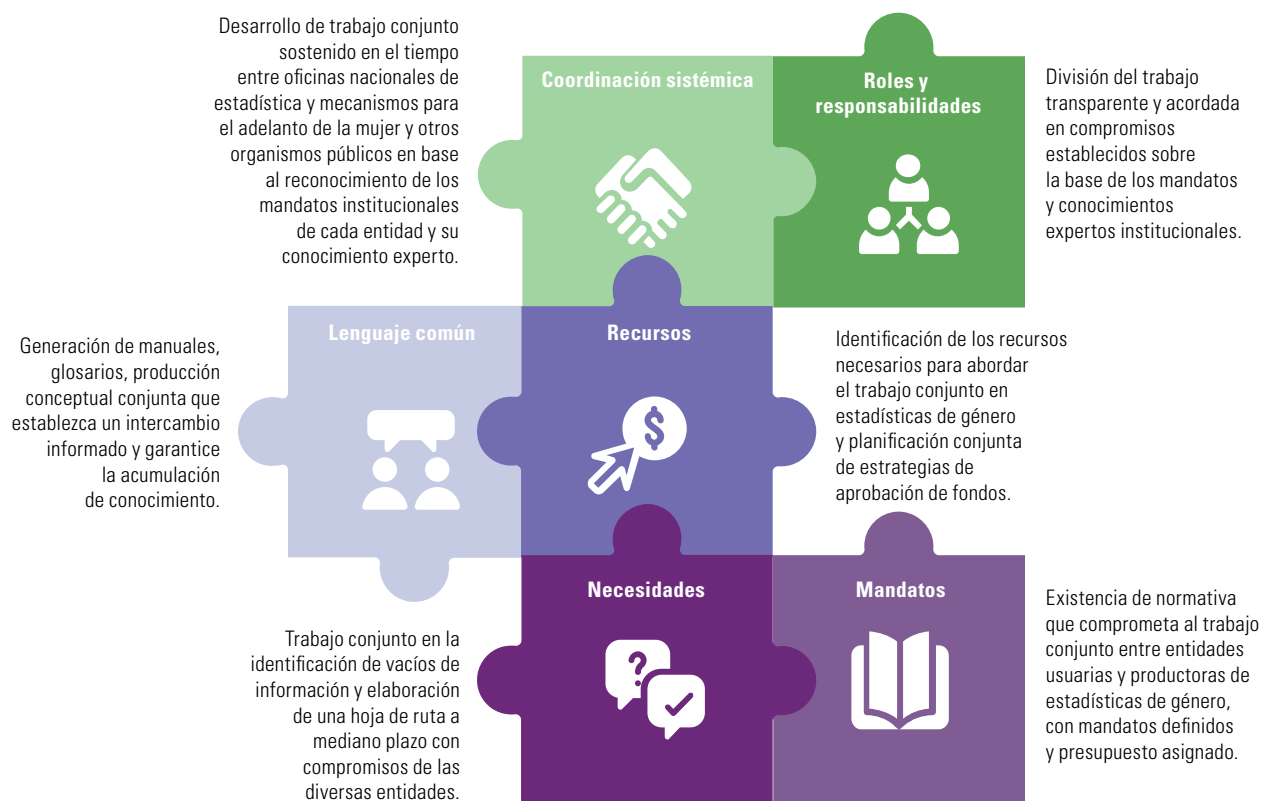 Desarrollo de trabajo conjunto
sostenido en el tiempo
entre oficinas nacionales de
estadística y mecanismos para
el adelanto de la mujer y otros
organismos públicos en base
al reconocimiento de los
mandatos institucionales
de cada entidad y su
conocimiento experto.
Coordinación sistémica
Roles y
responsabilidades
División del trabajo
transparente y acordada
en compromisos
establecidos sobre
la base de los mandatos
y conocimientos
expertos institucionales.
Generación de manuales,
glosarios, producción
conceptual conjunta que
establezca un intercambio
informado y garantice
la acumulación
de conocimiento.
Lenguaje común
Recursos
$
Identificación de los recursos
necesarios para abordar
el trabajo conjunto en
estadísticas de género
y planificación conjunta
de estrategias de
aprobación de fondos.
Trabajo conjunto en la
identificación de vacíos de
información y elaboración
de una hoja de ruta a
mediano plazo con
compromisos de las
diversas entidades.
Necesidades
?
Mandatos
Existencia de normativa
que comprometa al trabajo
conjunto entre entidades
usuarias y productoras de
estadísticas de género,
con mandatos definidos
y presupuesto asignado.